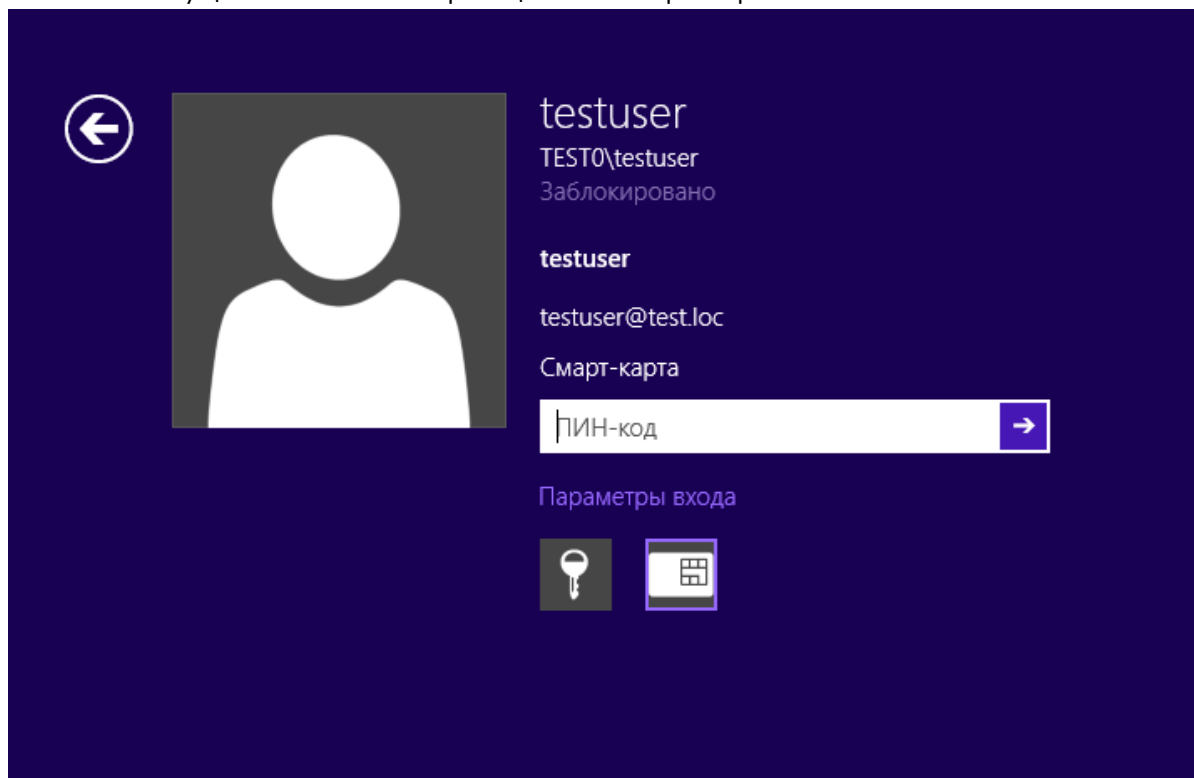 testuser
TEST0\testuser
Заблокировано
testuser
testuser@test.loc
Смарт-карта
ПИН-код
Параметры входа